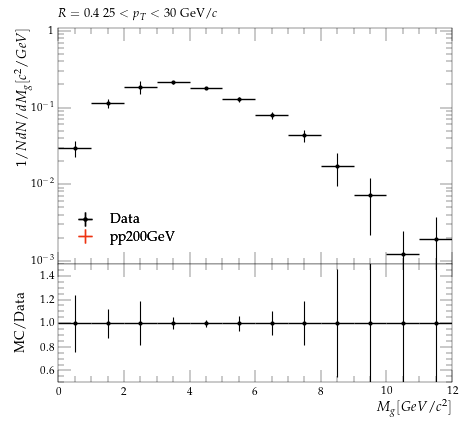 R = 0.4 25 < p_T < 30 GeV/c
1/N dN/dM_g [c^2/GeV]
1
10^−1
10^−2
10^−3
Data
pp200GeV
MC/Data
1.4
1.2
1.0
0.8
0.6
0 2 4 6 8 10 12
M_g [GeV/c^2]